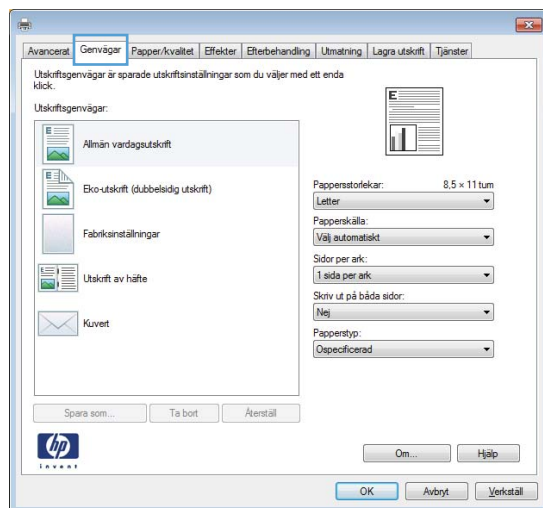 Avancerat Genvägar Papper/kvalitet Effekter Efterbehandling Utmatning Lagra utskrift Tjänster
Utskriftsgenvägar är sparade utskriftsinställningar som du väljer med ett enda
klick.
Utskriftsgenvägar:
E
Allmän vardagsutskrift
E
Eko-utskrift (dubbelsidig utskrift)
Fabriksinställningar
E
Utskrift av häfte
Kuvert
Spara som... Ta bort Återställ
E
Pappersstorlekar: 8,5 × 11 tum
Letter
Papperskälla:
Välj automatiskt
Sidor per ark:
1 sida per ark
Skriv ut på båda sidor:
Nej
Papperstyp:
Ospecificerad
hp
invent
Om... Hjälp
OK Avbryt Verkställ